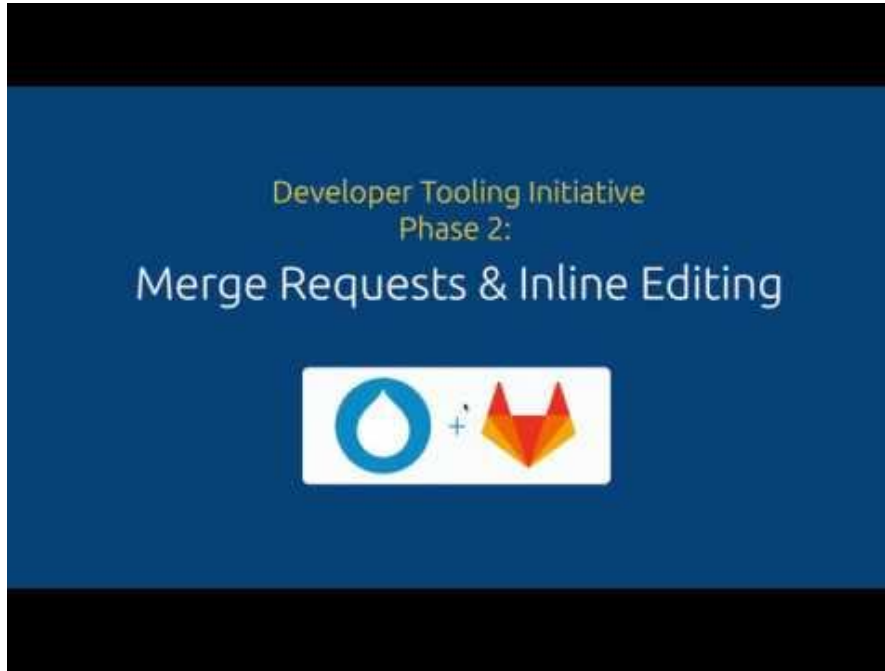 Developer Tooling Initiative
Phase 2:
Merge Requests & Inline Editing
+